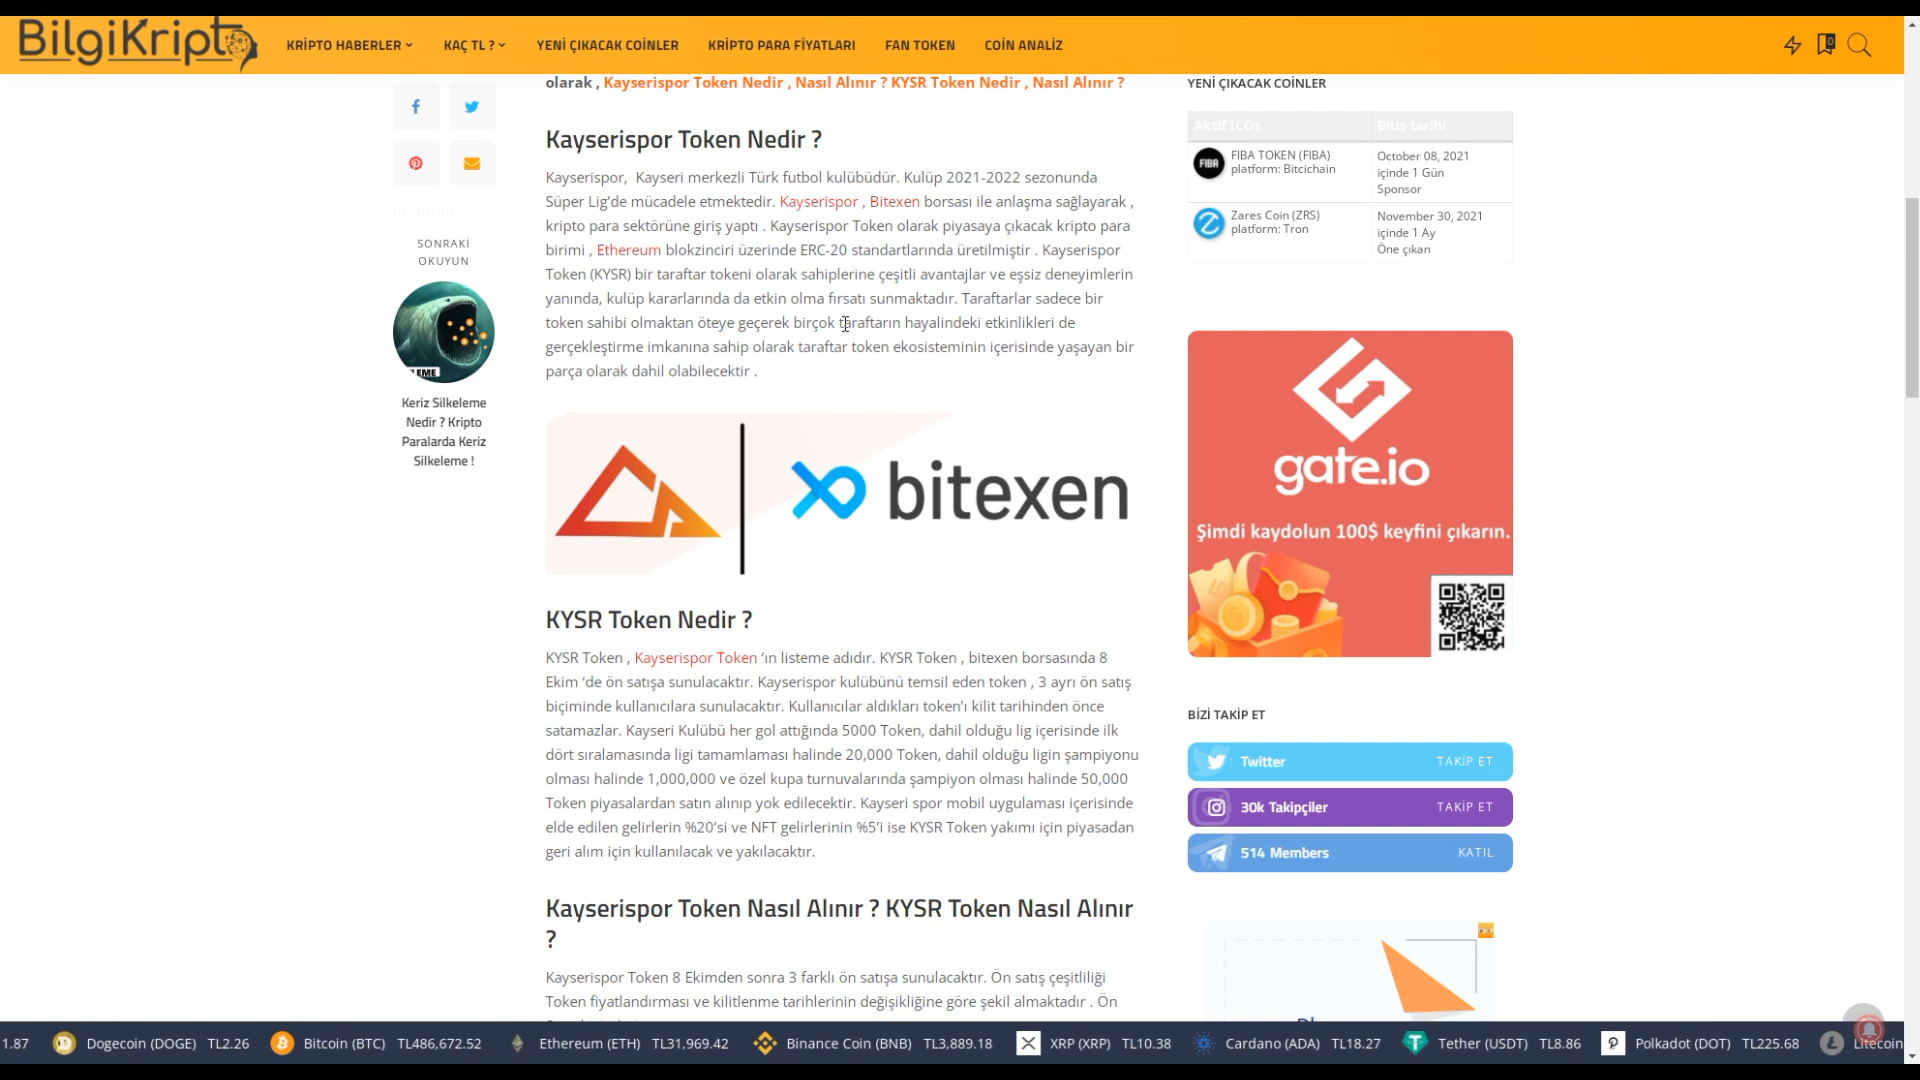 BilgiKripto
KRİPTO HABERLER
KAÇ TL ?
YENİ ÇIKACAK COİNLER
KRİPTO PARA FİYATLARI
FAN TOKEN
COİN ANALİZ
0
olarak , Kayserispor Token Nedir , Nasıl Alınır ? KYSR Token Nedir , Nasıl Alınır ?
SONRAKİ
OKUYUN
LEME
Keriz Silkeleme
Nedir ? Kripto
Paralarda Keriz
Silkeleme !
Kayserispor Token Nedir ?
Kayserispor, Kayseri merkezli Türk futbol kulübüdür. Kulüp 2021-2022 sezonunda
Süper Lig’de mücadele etmektedir. Kayserispor , Bitexen borsası ile anlaşma sağlayarak ,
kripto para sektörüne giriş yaptı . Kayserispor Token olarak piyasaya çıkacak kripto para
birimi , Ethereum blokzinciri üzerinde ERC-20 standartlarında üretilmiştir . Kayserispor
Token (KYSR) bir taraftar tokeni olarak sahiplerine çeşitli avantajlar ve eşsiz deneyimlerin
yanında, kulüp kararlarında da etkin olma fırsatı sunmaktadır. Taraftarlar sadece bir
token sahibi olmaktan öteye geçerek birçok taraftarın hayalindeki etkinlikleri de
gerçekleştirme imkanına sahip olarak taraftar token ekosisteminin içerisinde yaşayan bir
parça olarak dahil olabilecektir .
bitexen
KYSR Token Nedir ?
KYSR Token , Kayserispor Token ‘ın listeme adıdır. KYSR Token , bitexen borsasında 8
Ekim ‘de ön satışa sunulacaktır. Kayserispor kulübünü temsil eden token , 3 ayrı ön satış
biçiminde kullanıcılara sunulacaktır. Kullanıcılar aldıkları token’ı kilit tarihinden önce
satamazlar. Kayseri Kulübü her gol attığında 5000 Token, dahil olduğu lig içerisinde ilk
dört sıralamasında ligi tamamlaması halinde 20,000 Token, dahil olduğu ligin şampiyonu
olması halinde 1,000,000 ve özel kupa turnuvalarında şampiyon olması halinde 50,000
Token piyasalardan satın alınıp yok edilecektir. Kayseri spor mobil uygulaması içerisinde
elde edilen gelirlerin %20’si ve NFT gelirlerinin %5’i ise KYSR Token yakımı için piyasadan
geri alım için kullanılacak ve yakılacaktır.
Kayserispor Token Nasıl Alınır ? KYSR Token Nasıl Alınır
?
Kayserispor Token 8 Ekimden sonra 3 farklı ön satışa sunulacaktır. Ön satış çeşitliliği
Token fiyatlandırması ve kilitlenme tarihlerinin değişikliğine göre şekil almaktadır . Ön
YENİ ÇIKACAK COİNLER
Aktif ICOs
Bitiş tarihi
FIBA
FIBA TOKEN (FIBA)
platform: Bitcichain
October 08, 2021
içinde 1 Gün
Sponsor
Zares Coin (ZRS)
platform: Tron
November 30, 2021
içinde 1 Ay
Öne çıkan
gate.io
Şimdi kaydolun 100$ keyfini çıkarın.
BİZİ TAKİP ET
Twitter TAKİP ET
30k Takipçiler TAKİP ET
514 Members KATIL
1.87 Dogecoin (DOGE) TL2.26 Bitcoin (BTC) TL486,672.52 Ethereum (ETH) TL31,969.42 Binance Coin (BNB) TL3,889.18 XRP (XRP) TL10.38 Cardano (ADA) TL18.27 Tether (USDT) TL8.86 Polkadot (DOT) TL225.68 Litecoin